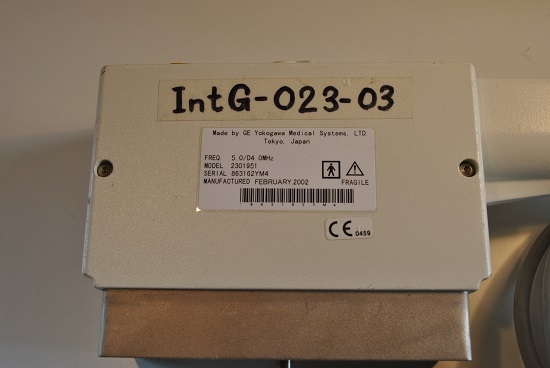 IntG-023-03
Made by GE Yokogawa Medical Systems, LTD.
Tokyo, Japan
FREQ. 5.0/D4.0MHz
MODEL 2301951
SERIAL 863162YM4
MANUFACTURED FEBRUARY,2002
FRAGILE
863162YM4
CE 0459